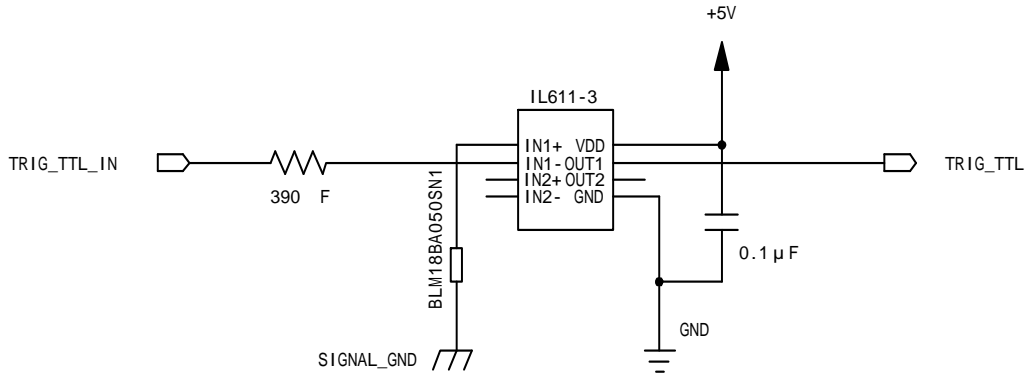 +5V
IL611-3
TRIG_TTL_IN
390 F
IN1+ VDD
IN1- OUT1
IN2+ OUT2
IN2- GND
TRIG_TTL
BLM18BA050SN1
0.1µF
GND
SIGNAL_GND